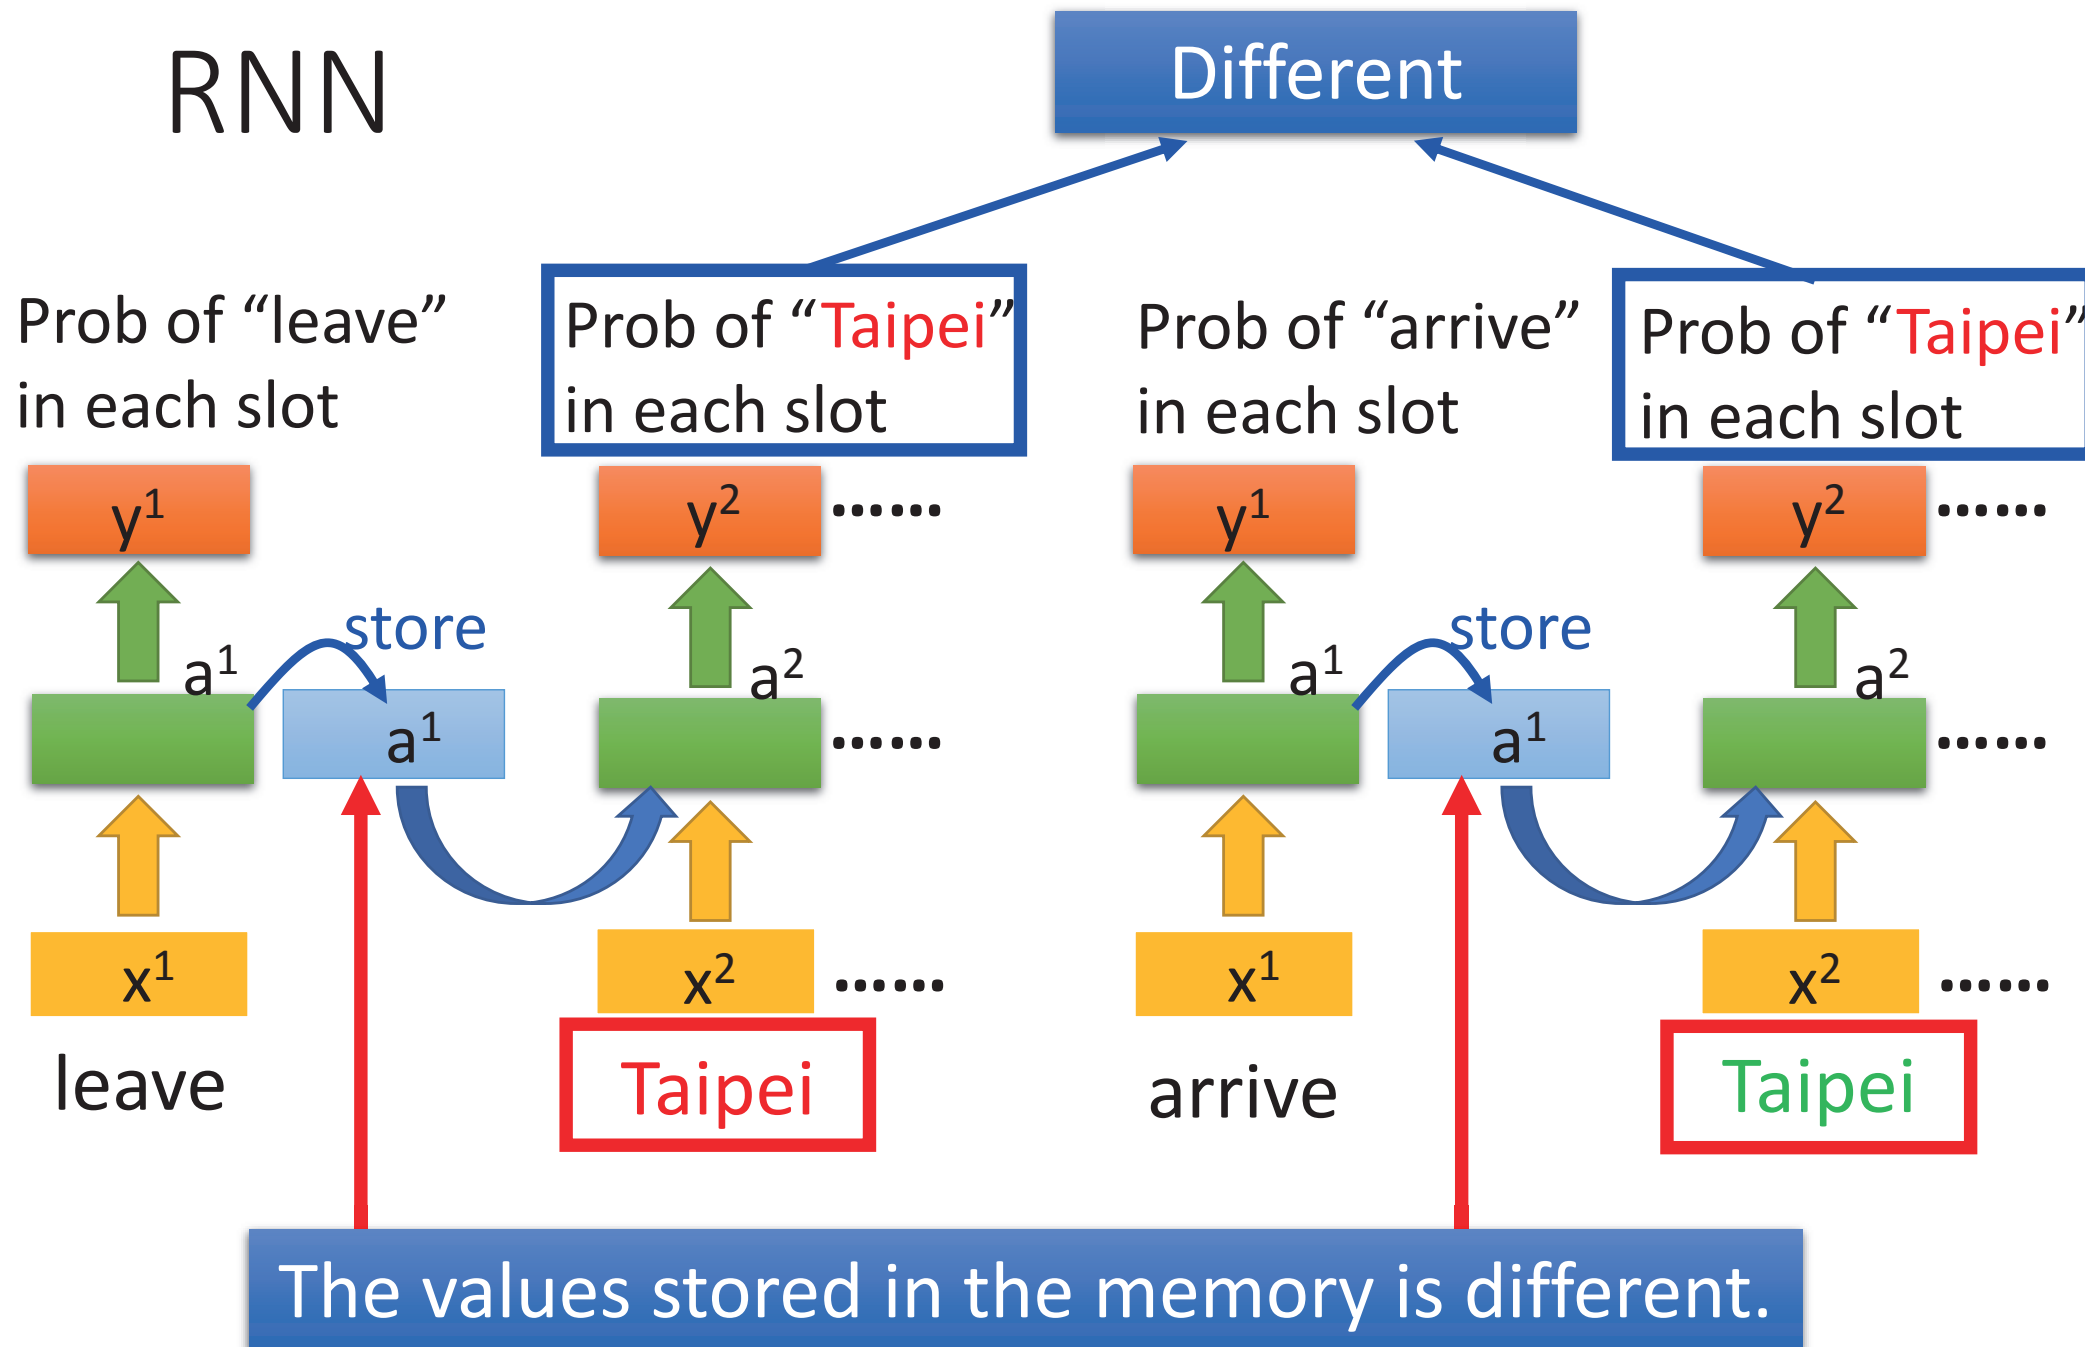 RNN
Different
Prob of “leave”
in each slot
Prob of “Taipei”
in each slot
Prob of “arrive”
in each slot
Prob of “Taipei”
in each slot
y¹
y²
……
y¹
y²
……
store
store
a¹
a²
a¹
a²
a¹
……
a¹
……
x¹
x²
……
x¹
x²
……
leave
Taipei
arrive
Taipei
The values stored in the memory is different.